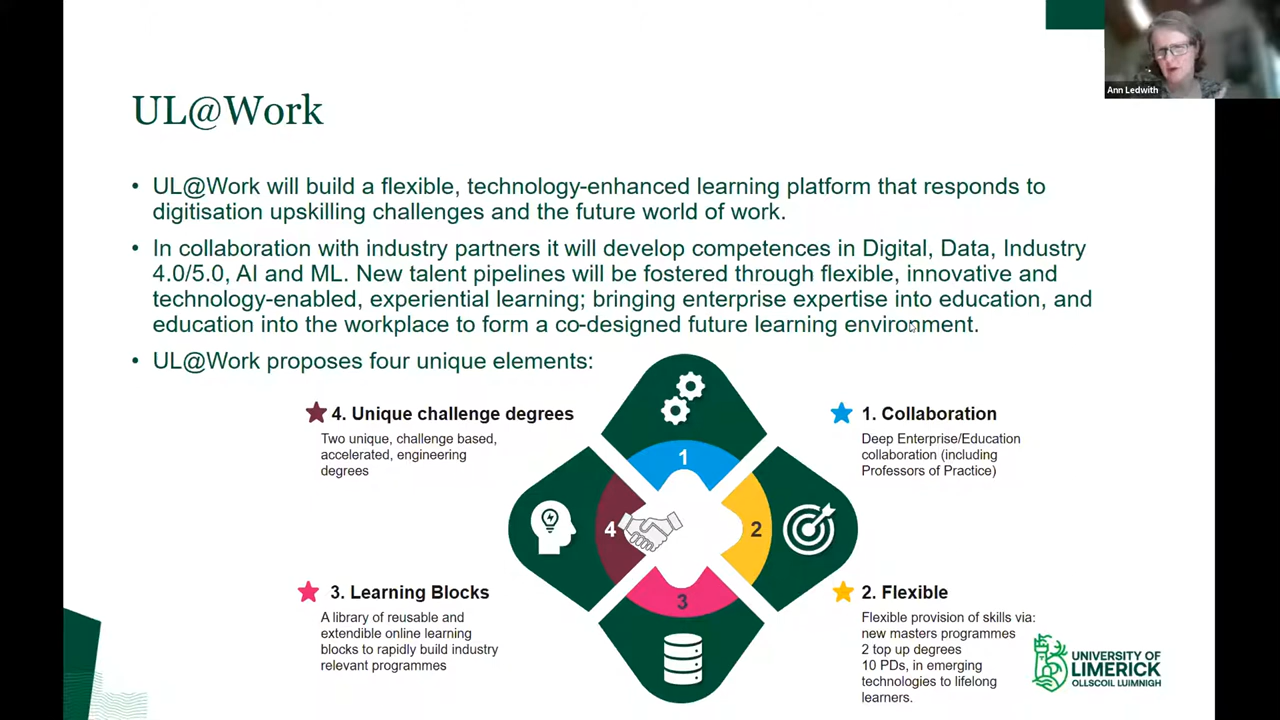 Ann Ledwith
UL@Work
• UL@Work will build a flexible, technology-enhanced learning platform that responds to
digitisation upskilling challenges and the future world of work.
• In collaboration with industry partners it will develop competences in Digital, Data, Industry
4.0/5.0, AI and ML. New talent pipelines will be fostered through flexible, innovative and
technology-enabled, experiential learning; bringing enterprise expertise into education, and
education into the workplace to form a co-designed future learning environment.
• UL@Work proposes four unique elements:
4. Unique challenge degrees
Two unique, challenge based,
accelerated, engineering
degrees
1. Collaboration
Deep Enterprise/Education
collaboration (including
Professors of Practice)
1
4
2
3
3. Learning Blocks
A library of reusable and
extendible online learning
blocks to rapidly build industry
relevant programmes
2. Flexible
Flexible provision of skills via:
new masters programmes
2 top up degrees
10 PDs, in emerging
technologies to lifelong
learners.
UNIVERSITY OF
LIMERICK
OLLSCOIL LUIMNIGH